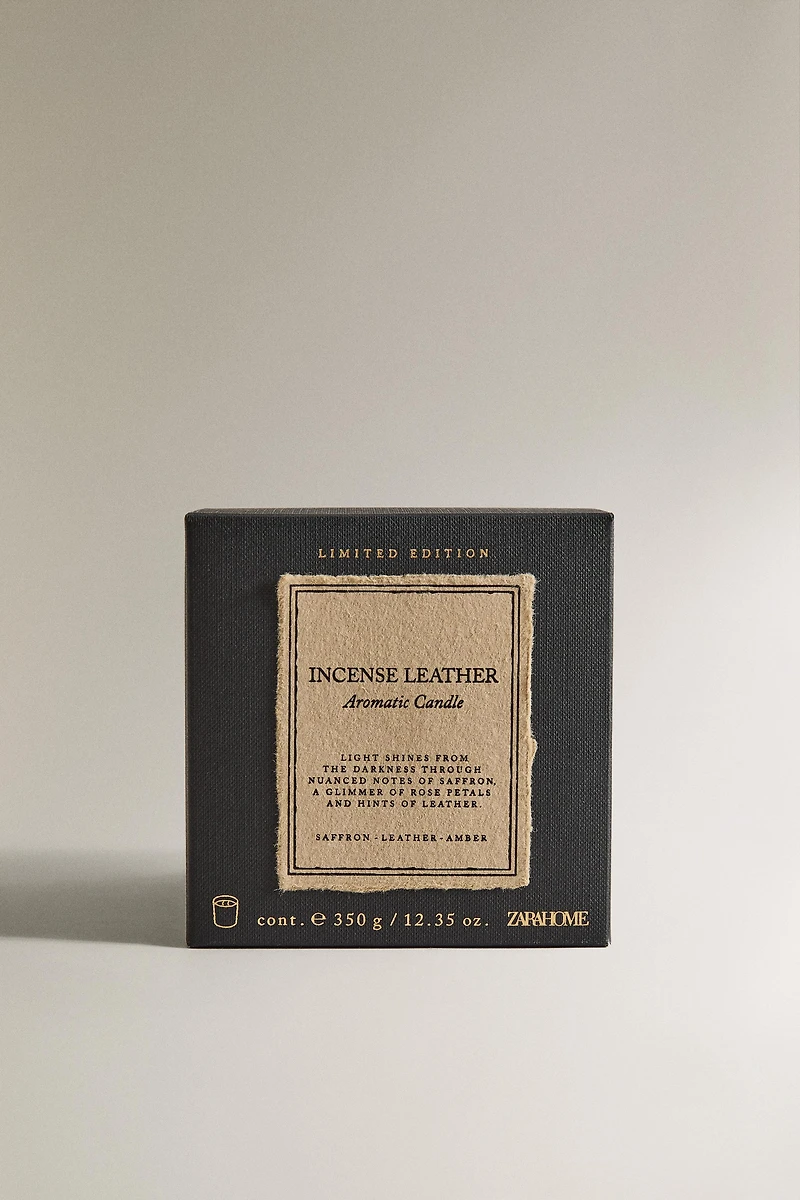 LIMITED EDITION
INCENSE LEATHER
Aromatic Candle
LIGHT SHINES FROM
THE DARKNESS THROUGH
NUANCED NOTES OF SAFFRON,
A GLIMMER OF ROSE PETALS
AND HINTS OF LEATHER.
SAFFRON - LEATHER - AMBER
cont. ℮ 350 g / 12.35 oz. ZARAHOME